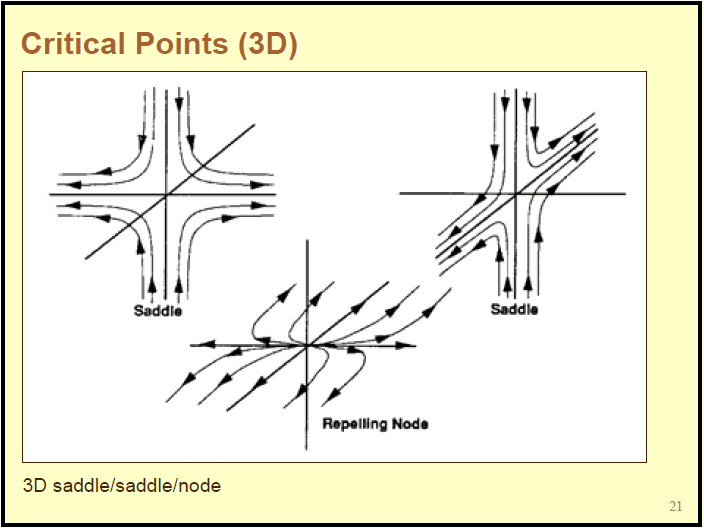 Critical Points (3D)
Saddle
Saddle
Repelling Node
3D saddle/saddle/node
21